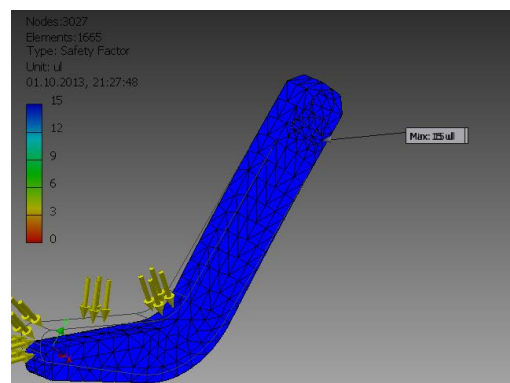 Nodes:3027
Elements:1665
Type: Safety Factor
Unit: ul
01.10.2013, 21:27:48
15
12
9
6
3
0
Max: 15 ul